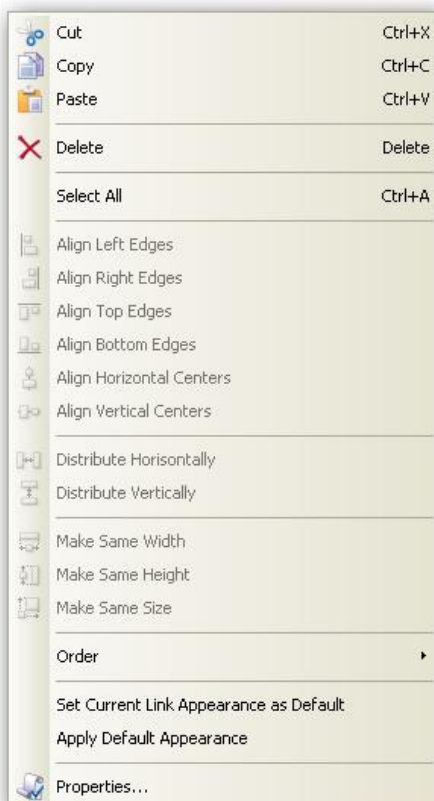 Cut Ctrl+X
Copy Ctrl+C
Paste Ctrl+V
Delete Delete
Select All Ctrl+A
Align Left Edges
Align Right Edges
Align Top Edges
Align Bottom Edges
Align Horizontal Centers
Align Vertical Centers
Distribute Horisontally
Distribute Vertically
Make Same Width
Make Same Height
Make Same Size
Order
Set Current Link Appearance as Default
Apply Default Appearance
Properties...